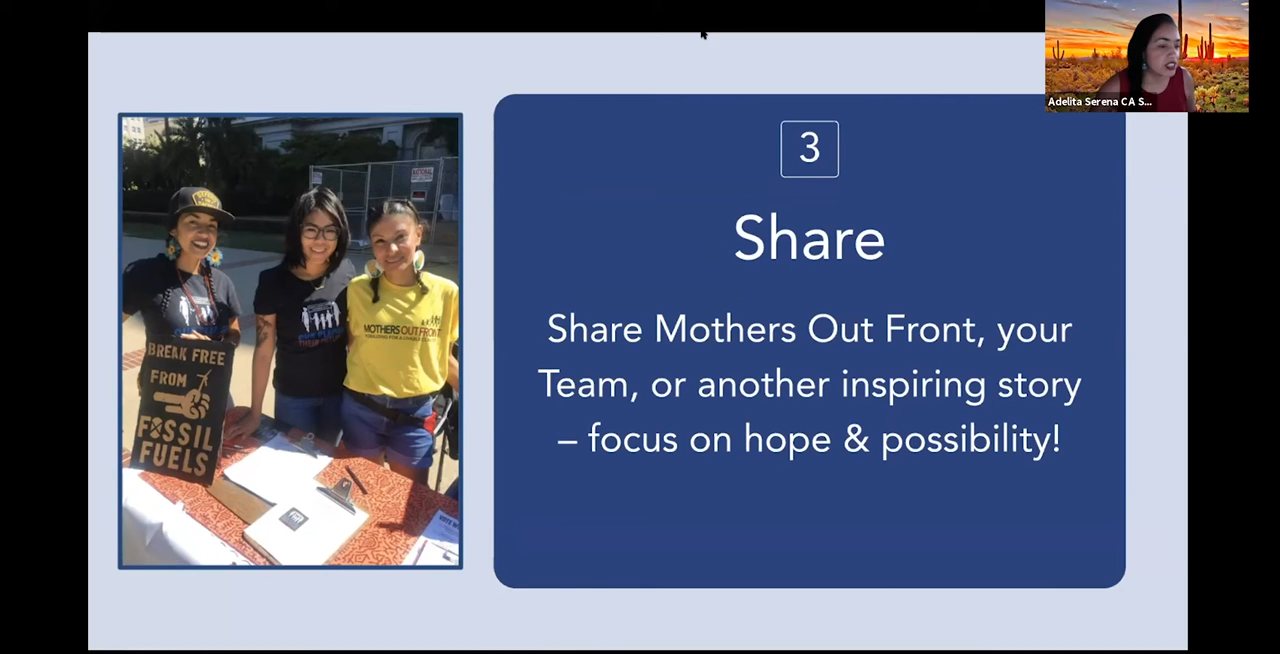 Adelita Serena CA S...
3
Share
Share Mothers Out Front, your
Team, or another inspiring story
– focus on hope & possibility!
BREAK FREE
FROM
FOSSIL
FUELS
MOTHERS OUT FRONT